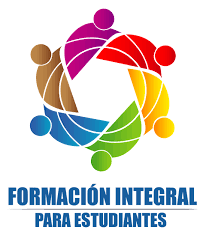 FORMACIÓN INTEGRAL
PARA ESTUDIANTES